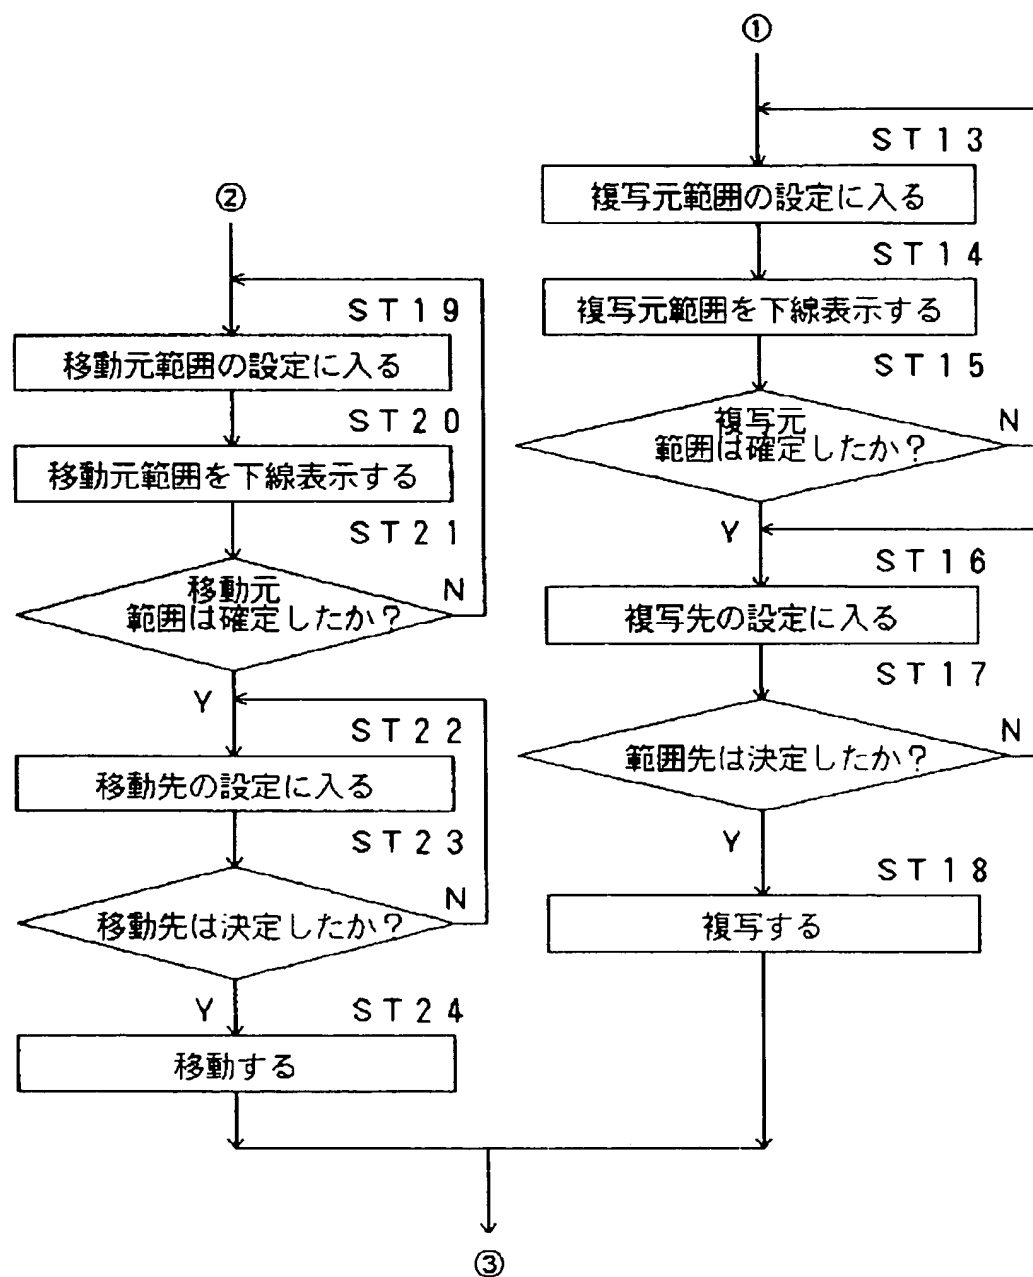 ①
ST13
複写元範囲の設定に入る
ST14
複写元範囲を下線表示する
ST15
複写元
範囲は確定したか?
N
Y
ST16
複写先の設定に入る
ST17
範囲先は決定したか?
N
Y
ST18
複写する
②
ST19
移動元範囲の設定に入る
ST20
移動元範囲を下線表示する
ST21
移動元
範囲は確定したか?
N
Y
ST22
移動先の設定に入る
ST23
移動先は決定したか?
N
Y
ST24
移動する
③